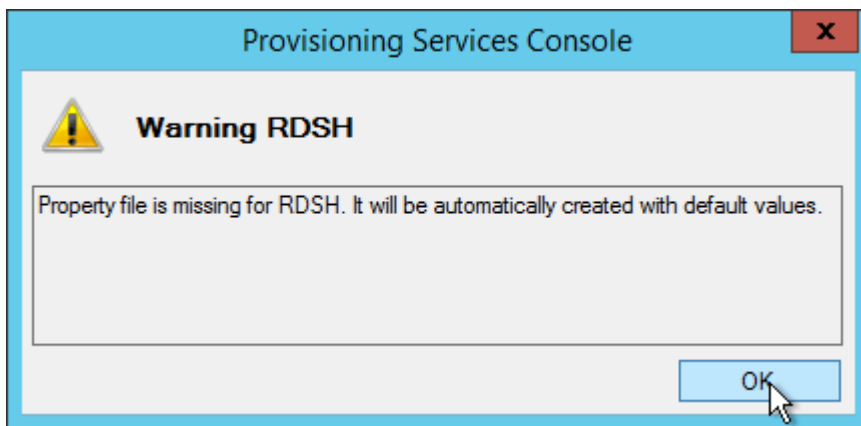 Provisioning Services Console
x
Warning RDSH
Property file is missing for RDSH. It will be automatically created with default values.
OK